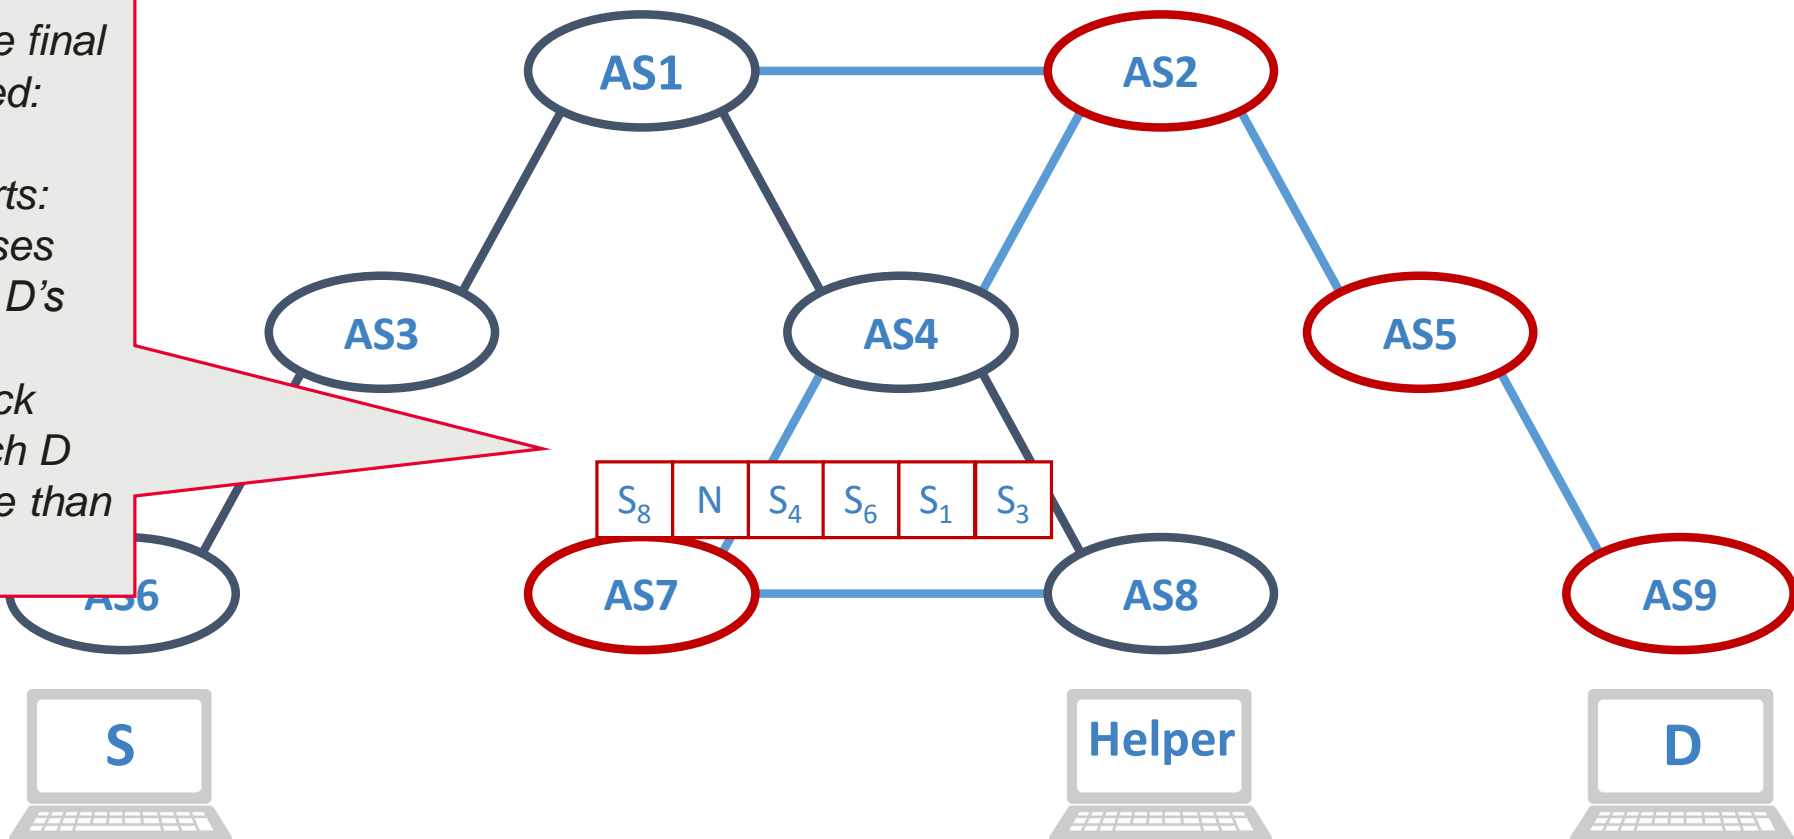 e final
ed:
rts:
ses
D’s
ck
ch D
e than
AS1
AS2
AS3
AS4
AS5
S8 N S4 S6 S1 S3
AS6
AS7
AS8
AS9
S
Helper
D